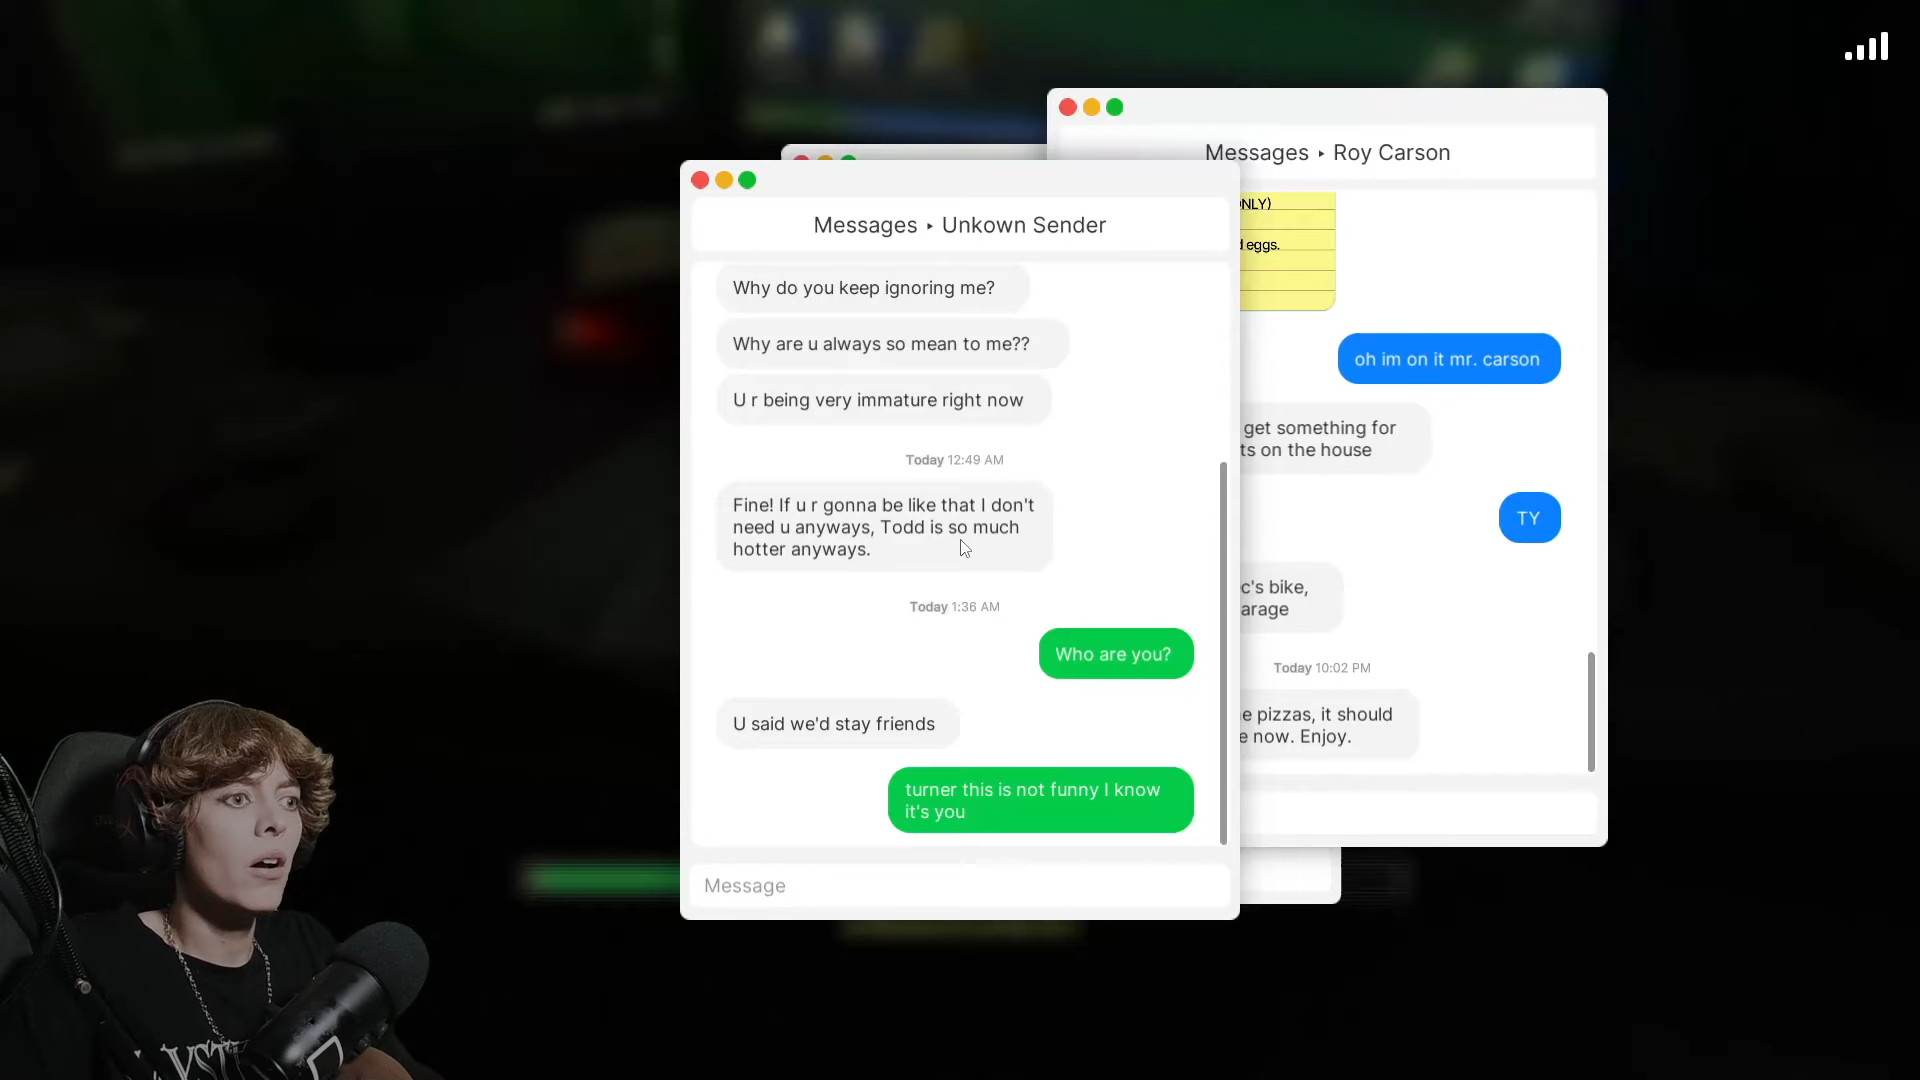 Messages ▸ Unkown Sender
Why do you keep ignoring me?
Why are u always so mean to me??
U r being very immature right now
Today 12:49 AM
Fine! If u r gonna be like that I don't
need u anyways, Todd is so much
hotter anyways.
Today 1:36 AM
Who are you?
U said we'd stay friends
turner this is not funny I know
it's you
Message
Messages ▸ Roy Carson
NLY)
eggs.
oh im on it mr. carson
get something for
ts on the house
TY
c's bike,
arage
Today 10:02 PM
e pizzas, it should
e now. Enjoy.